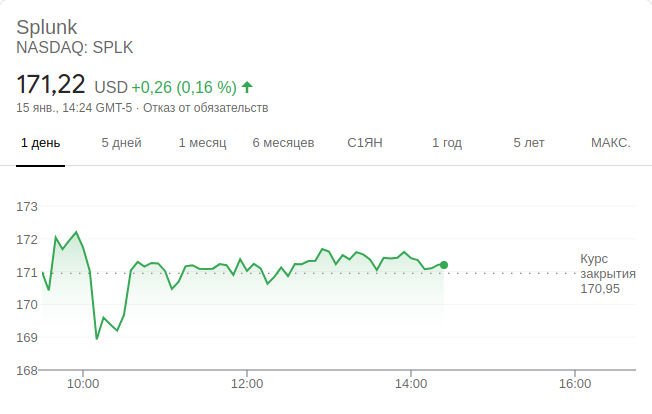 Splunk
NASDAQ: SPLK
171,22 USD +0,26 (0,16 %)
15 янв., 14:24 GMT-5 · Отказ от обязательств
1 день 5 дней 1 месяц 6 месяцев С1ЯН 1 год 5 лет МАКС.
173
172
171
170
169
168
Курс
закрытия
170,95
10:00 12:00 14:00 16:00